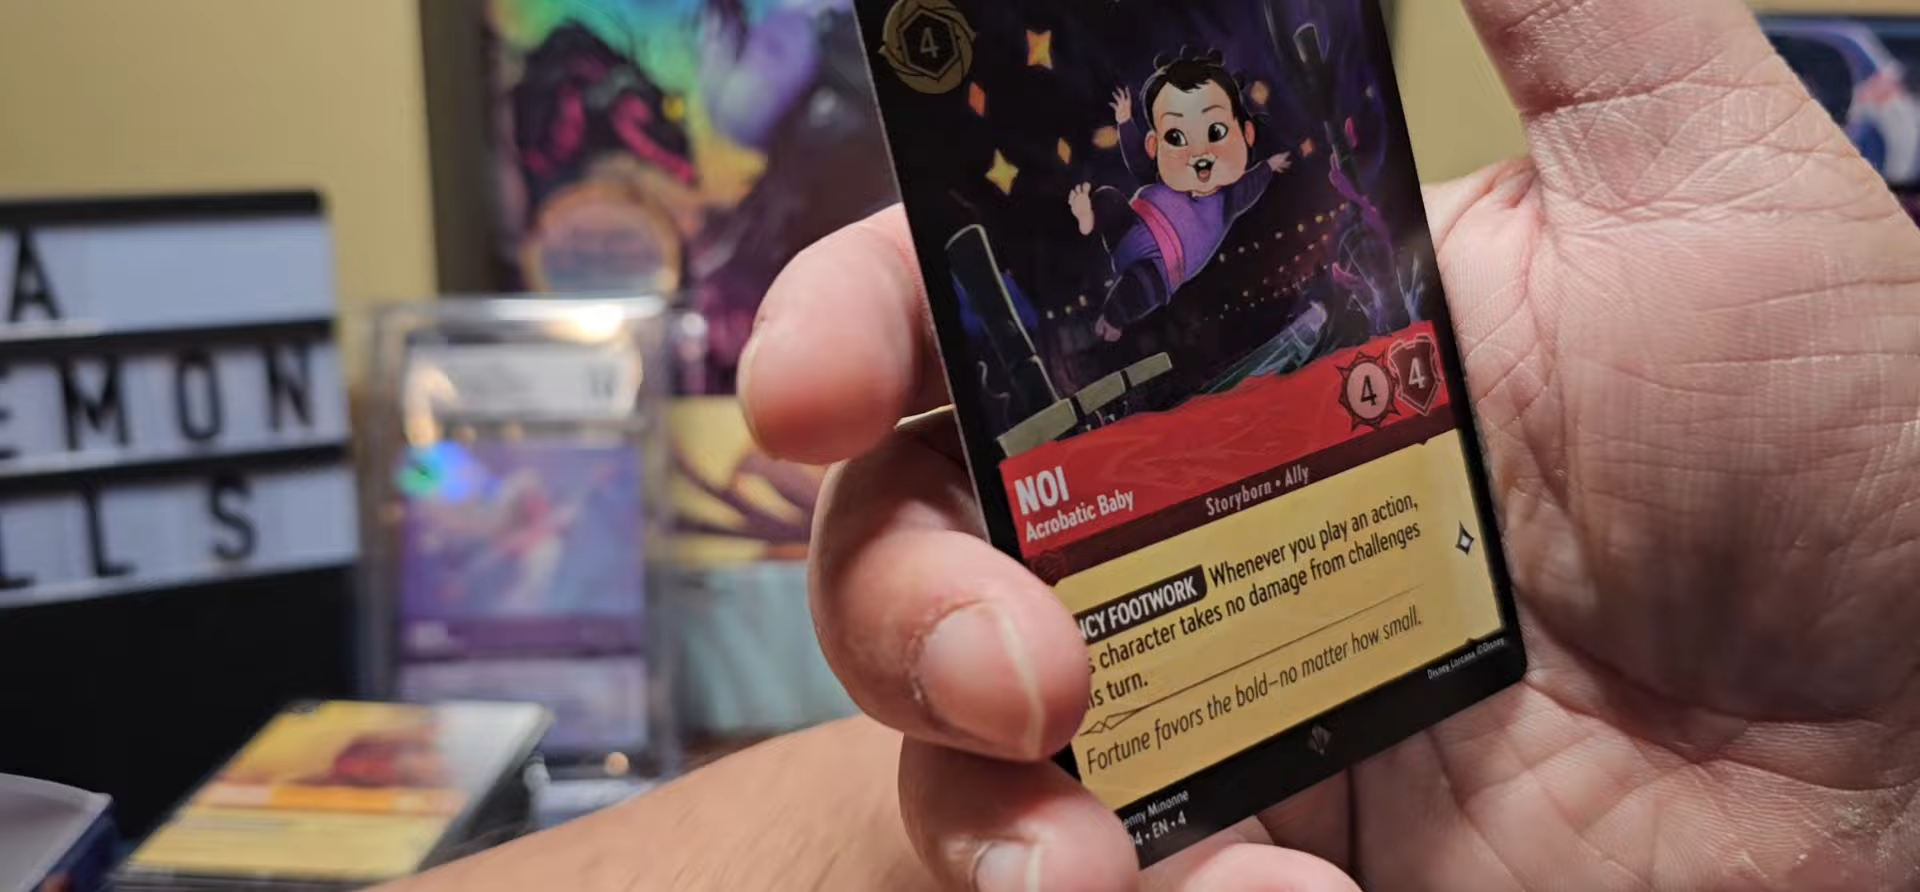 A
EMON
LLS
4
4 4
NOI
Acrobatic Baby
Storyborn • Ally
NCY FOOTWORK Whenever you play an action,
s character takes no damage from challenges
is turn.
Fortune favors the bold—no matter how small.
Disney Lorcana ©Disney
enny Minonne
04 • EN • 4